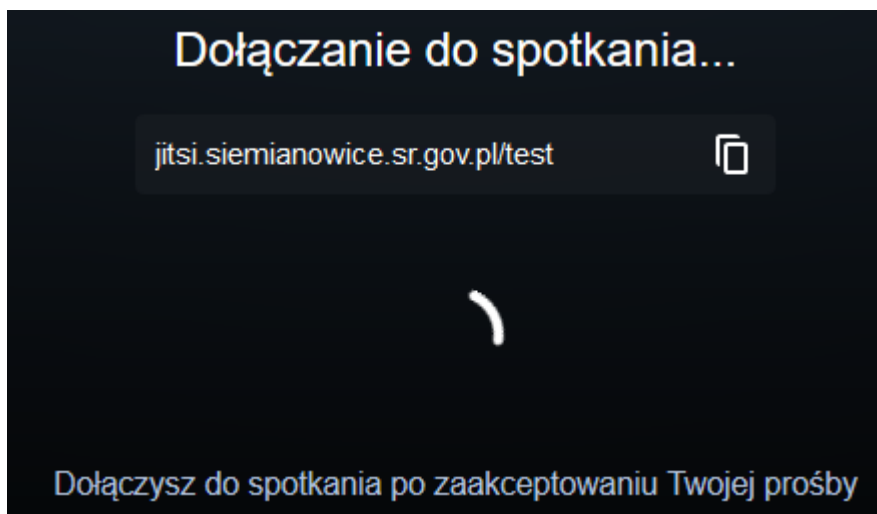 Dołączanie do spotkania...
jitsi.siemianowice.sr.gov.pl/test
Dołączysz do spotkania po zaakceptowaniu Twojej prośby